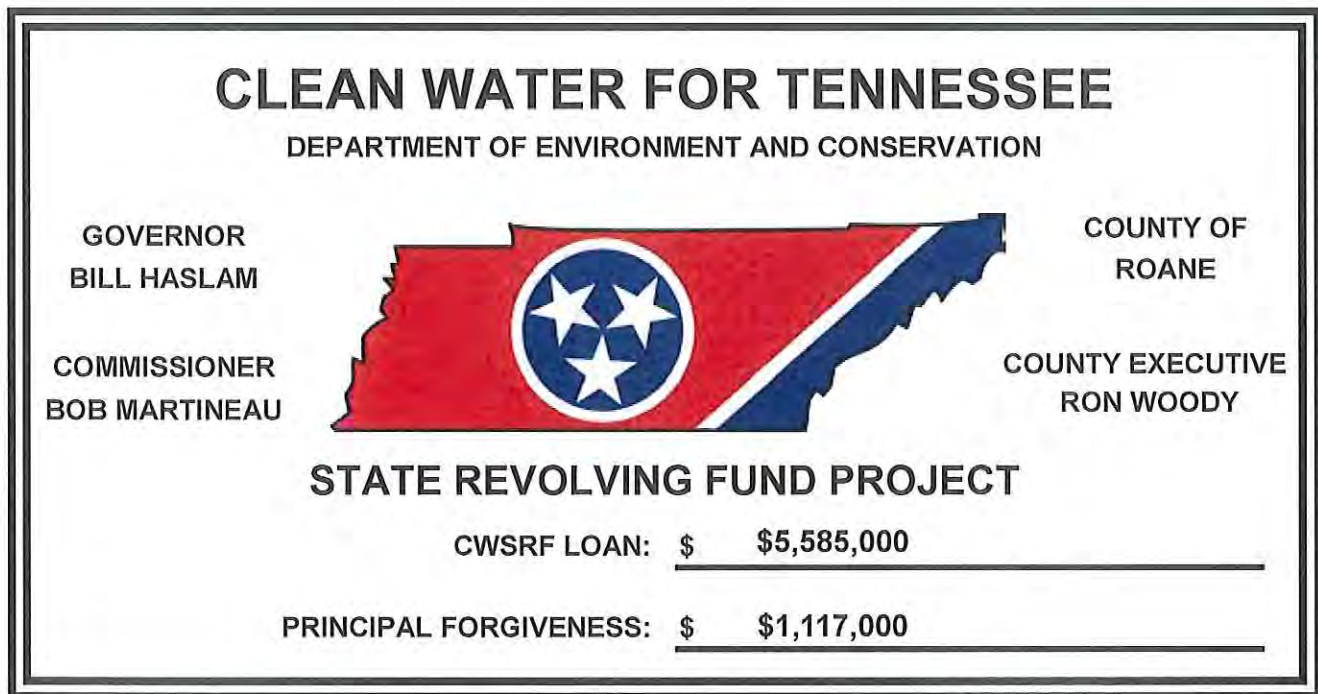 CLEAN WATER FOR TENNESSEE
DEPARTMENT OF ENVIRONMENT AND CONSERVATION
GOVERNOR
BILL HASLAM
COMMISSIONER
BOB MARTINEAU
COUNTY OF
ROANE
COUNTY EXECUTIVE
RON WOODY
STATE REVOLVING FUND PROJECT
CWSRF LOAN: $ $5,585,000
PRINCIPAL FORGIVENESS: $ $1,117,000